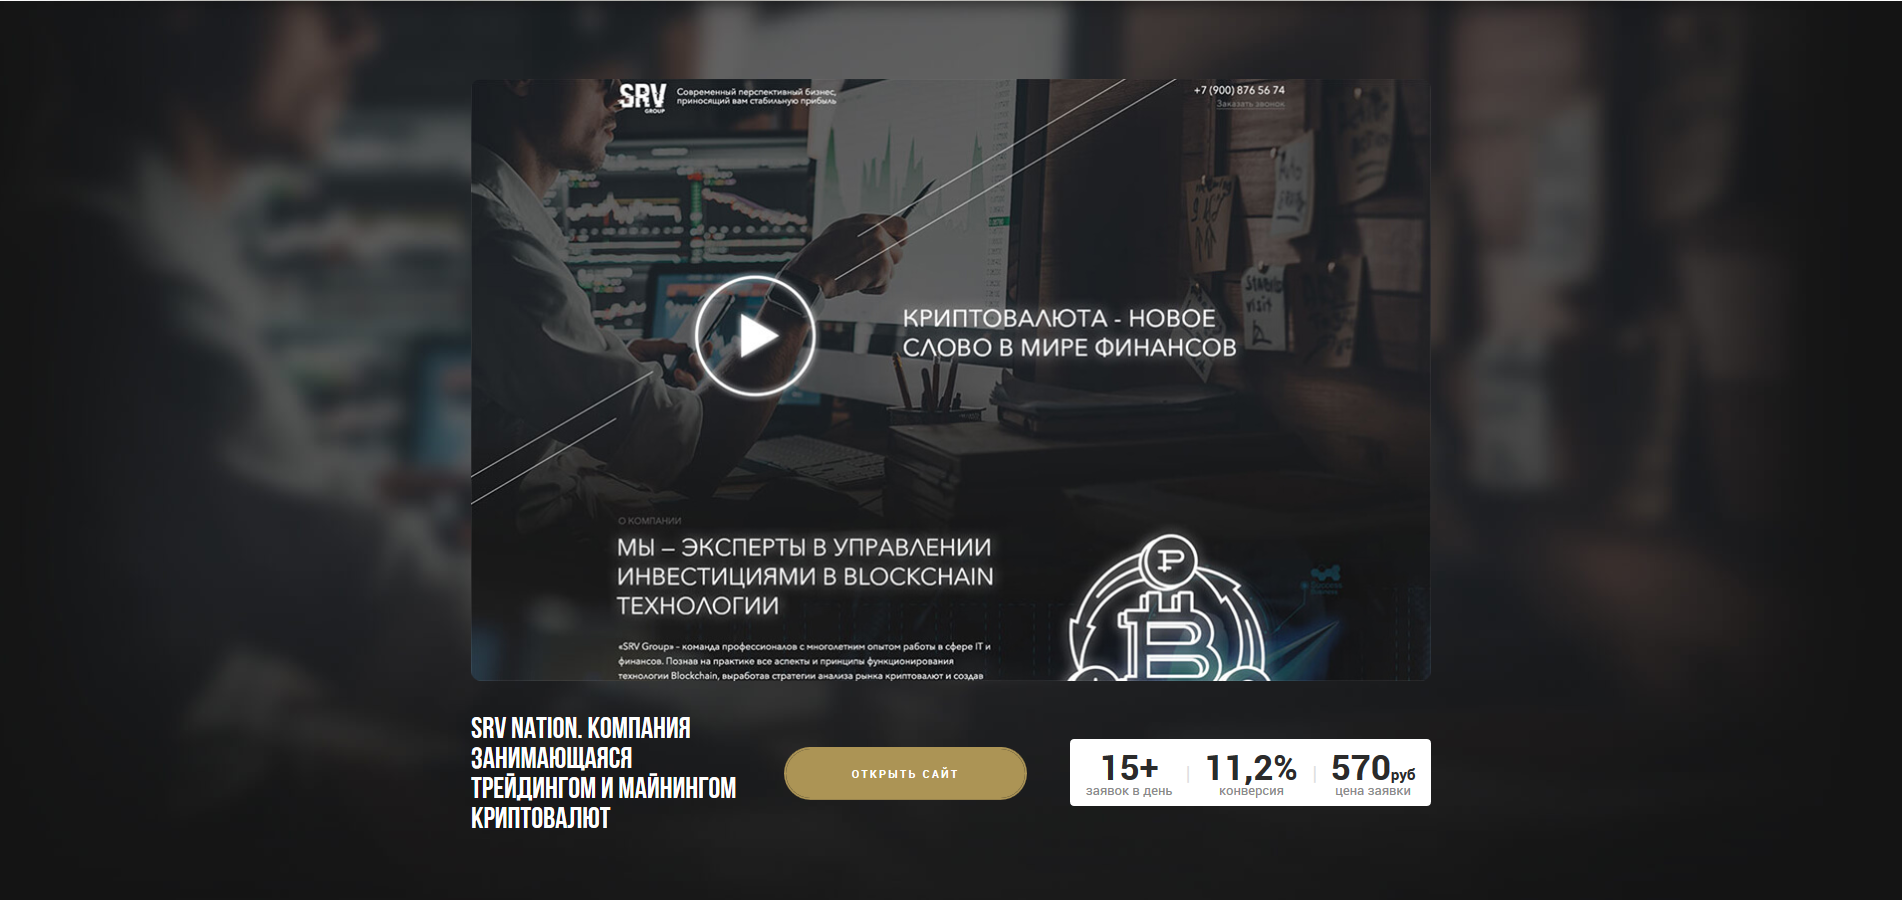 SRV
GROUP
Современный перспективный бизнес,
приносящий вам стабильную прибыль
+7 (900) 876 56 74
Заказать звонок
КРИПТОВАЛЮТА - НОВОЕ
СЛОВО В МИРЕ ФИНАНСОВ
О КОМПАНИИ
МЫ – ЭКСПЕРТЫ В УПРАВЛЕНИИ
ИНВЕСТИЦИЯМИ В BLOCKCHAIN
ТЕХНОЛОГИИ
«SRV Group» - команда профессионалов с многолетним опытом работы в сфере IT и
финансов. Познав на практике все аспекты и принципы функционирования
технологии Blockchain, выработав стратегии анализа рынка криптовалют и создав
SRV NATION. КОМПАНИЯ
ЗАНИМАЮЩАЯСЯ
ТРЕЙДИНГОМ И МАЙНИНГОМ
КРИПТОВАЛЮТ
ОТКРЫТЬ САЙТ
15+ 11,2% 570руб
заявок в день конверсия цена заявки